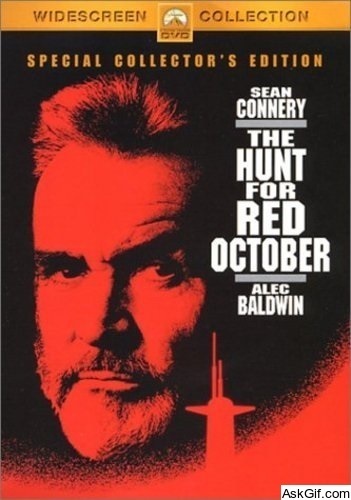 WIDESCREEN COLLECTION
DVD
SPECIAL COLLECTOR'S EDITION
SEAN
CONNERY
THE
HUNT
FOR
RED
OCTOBER
ALEC
BALDWIN
AskGif.com